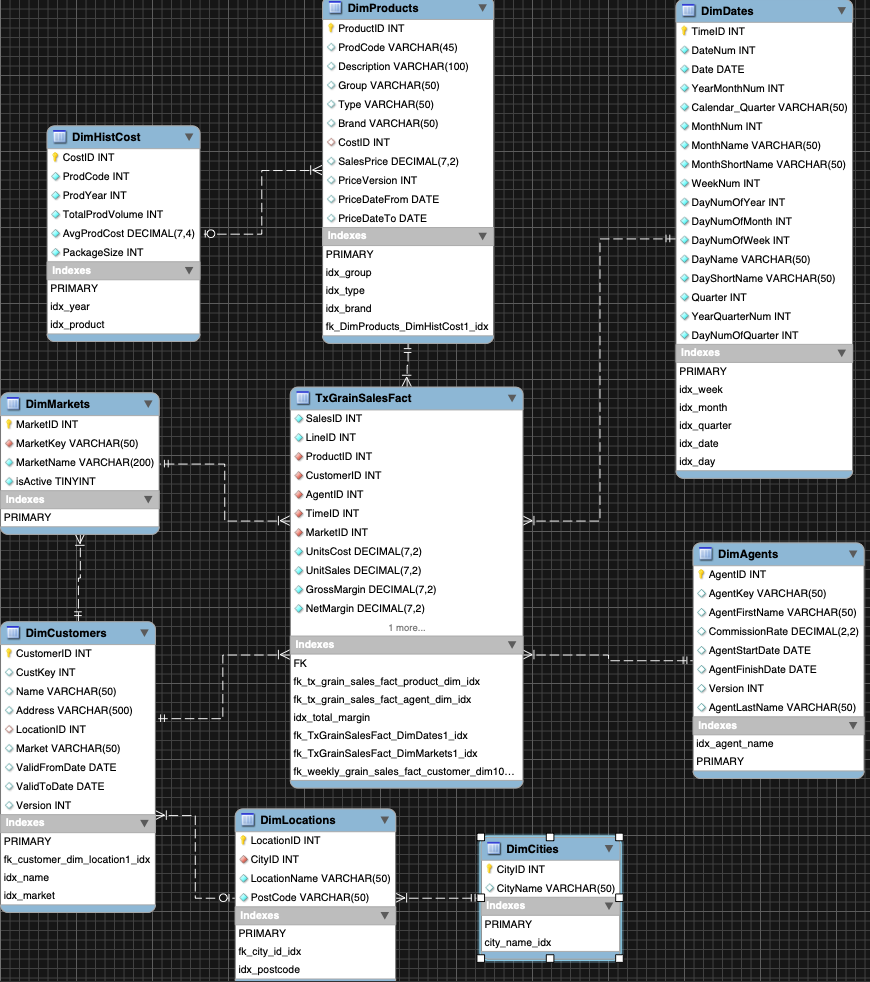 DimProducts
ProductID INT
ProdCode VARCHAR(45)
Description VARCHAR(100)
Group VARCHAR(50)
Type VARCHAR(50)
Brand VARCHAR(50)
CostID INT
SalesPrice DECIMAL(7,2)
PriceVersion INT
PriceDateFrom DATE
PriceDateTo DATE
Indexes
PRIMARY
idx_group
idx_type
idx_brand
fk_DimProducts_DimHistCost1_idx
DimDates
TimeID INT
DateNum INT
Date DATE
YearMonthNum INT
Calendar_Quarter VARCHAR(50)
MonthNum INT
MonthName VARCHAR(50)
MonthShortName VARCHAR(50)
WeekNum INT
DayNumOfYear INT
DayNumOfMonth INT
DayNumOfWeek INT
DayName VARCHAR(50)
DayShortName VARCHAR(50)
Quarter INT
YearQuarterNum INT
DayNumOfQuarter INT
Indexes
PRIMARY
idx_week
idx_month
idx_quarter
idx_date
idx_day
DimHistCost
CostID INT
ProdCode INT
ProdYear INT
TotalProdVolume INT
AvgProdCost DECIMAL(7,4)
PackageSize INT
Indexes
PRIMARY
idx_year
idx_product
DimMarkets
MarketID INT
MarketKey VARCHAR(50)
MarketName VARCHAR(200)
isActive TINYINT
Indexes
PRIMARY
TxGrainSalesFact
SalesID INT
LineID INT
ProductID INT
CustomerID INT
AgentID INT
TimeID INT
MarketID INT
UnitsCost DECIMAL(7,2)
UnitSales DECIMAL(7,2)
GrossMargin DECIMAL(7,2)
NetMargin DECIMAL(7,2)
1 more...
Indexes
FK
fk_tx_grain_sales_fact_product_dim_idx
fk_tx_grain_sales_fact_agent_dim_idx
idx_total_margin
fk_TxGrainSalesFact_DimDates1_idx
fk_TxGrainSalesFact_DimMarkets1_idx
fk_weekly_grain_sales_fact_customer_dim10...
DimAgents
AgentID INT
AgentKey VARCHAR(50)
AgentFirstName VARCHAR(50)
CommissionRate DECIMAL(2,2)
AgentStartDate DATE
AgentFinishDate DATE
Version INT
AgentLastName VARCHAR(50)
Indexes
idx_agent_name
PRIMARY
DimCustomers
CustomerID INT
CustKey INT
Name VARCHAR(50)
Address VARCHAR(500)
LocationID INT
Market VARCHAR(50)
ValidFromDate DATE
ValidToDate DATE
Version INT
Indexes
PRIMARY
fk_customer_dim_location1_idx
idx_name
idx_market
DimLocations
LocationID INT
CityID INT
LocationName VARCHAR(50)
PostCode VARCHAR(50)
Indexes
PRIMARY
fk_city_id_idx
idx_postcode
DimCities
CityID INT
CityName VARCHAR(50)
Indexes
PRIMARY
city_name_idx